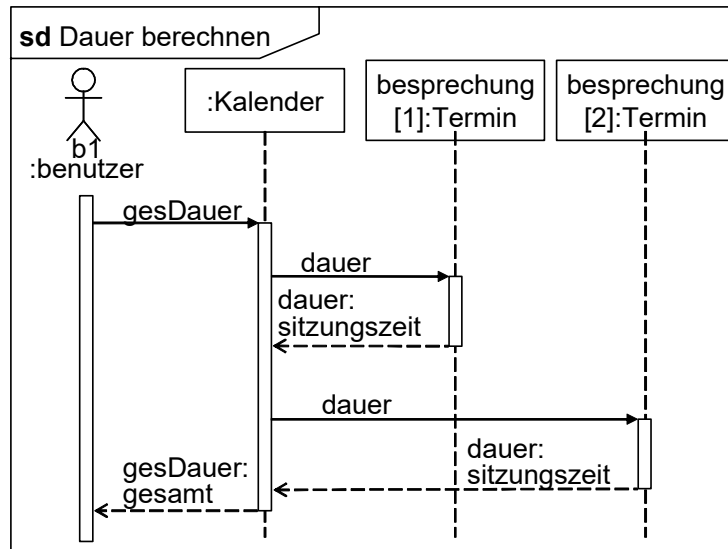 sd Dauer berechnen
b1
:benutzer
:Kalender
besprechung
[1]:Termin
besprechung
[2]:Termin
gesDauer
dauer
dauer:
sitzungszeit
dauer
dauer:
sitzungszeit
gesDauer:
gesamt